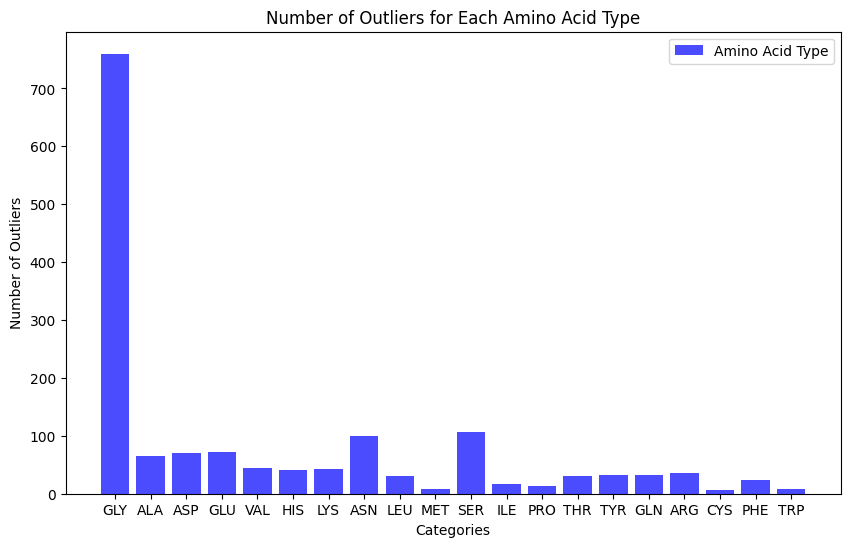 Number of Outliers for Each Amino Acid Type
Amino Acid Type
Number of Outliers
700
600
500
400
300
200
100
0
GLY ALA ASP GLU VAL HIS LYS ASN LEU MET SER ILE PRO THR TYR GLN ARG CYS PHE TRP
Categories